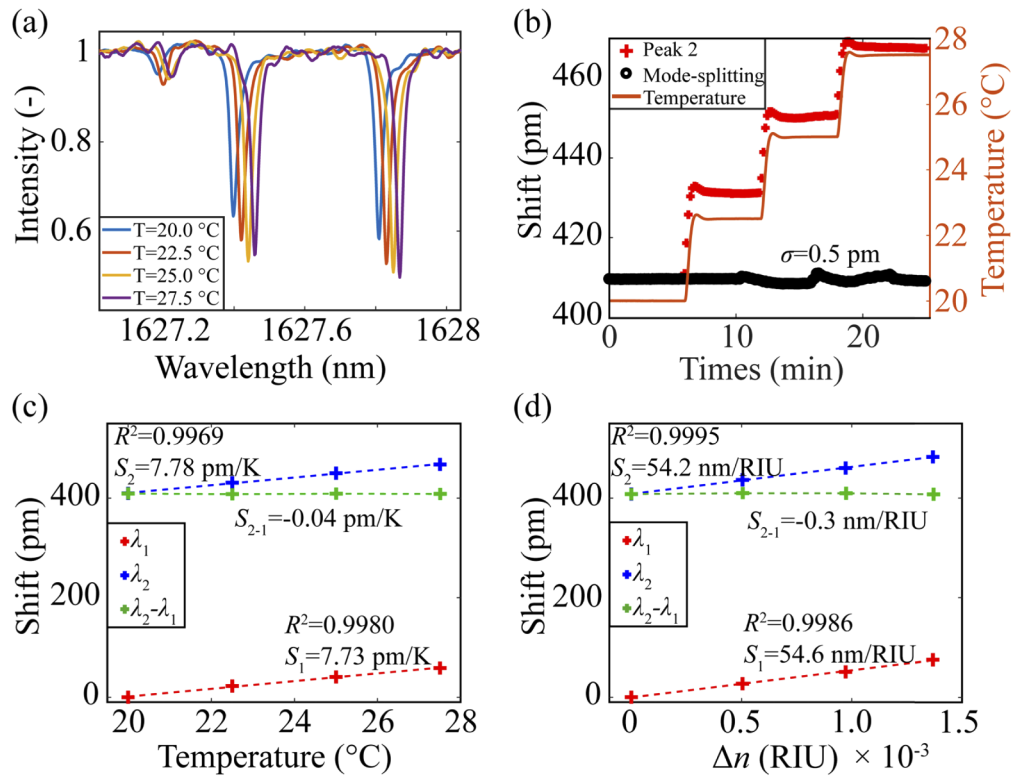 (a)
1
0.8
0.6
Intensity (-)
T=20.0 °C
T=22.5 °C
T=25.0 °C
T=27.5 °C
1627.2
1627.6
1628
Wavelength (nm)
(b)
Peak 2
Mode-splitting
Temperature
460
440
420
400
Shift (pm)
σ=0.5 pm
28
26
24
22
20
Temperature (°C)
0
10
20
Times (min)
(c)
R²=0.9969
S₂=7.78 pm/K
S₂₋₁=-0.04 pm/K
λ₁
λ₂
λ₂-λ₁
R²=0.9980
S₁=7.73 pm/K
400
200
0
Shift (pm)
20
22
24
26
28
Temperature (°C)
(d)
R²=0.9995
S₂=54.2 nm/RIU
S₂₋₁=-0.3 nm/RIU
λ₁
λ₂
λ₂-λ₁
R²=0.9986
S₁=54.6 nm/RIU
400
200
0
Shift (pm)
0
0.5
1.0
1.5
Δn (RIU) × 10⁻³